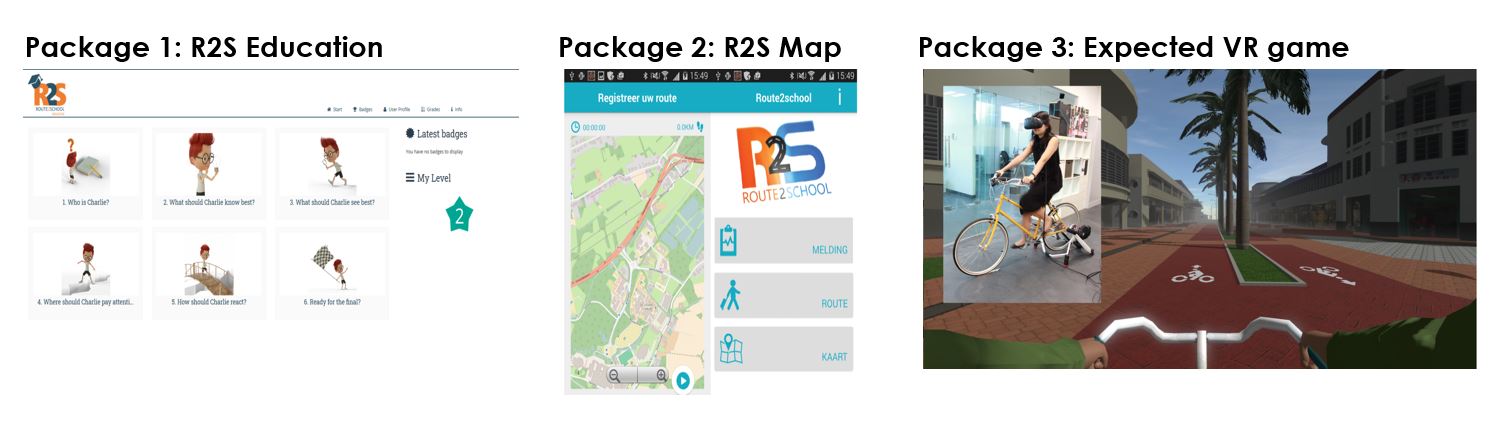 Package 1: R2S Education
R2S
ROUTE2SCHOOL
Start Badges User Profile Grades Info
1. Who is Charlie?
2. What should Charlie know best?
3. What should Charlie see best?
4. Where should Charlie pay attenti...
5. How should Charlie react?
6. Ready for the final?
Latest badges
You have no badges to display
My Level
2
Package 2: R2S Map
15:49
15:49
Registreer uw route
00:00:00
0.0KM
Route2school
R2S
ROUTE2SCHOOL
MELDING
ROUTE
KAART
Package 3: Expected VR game